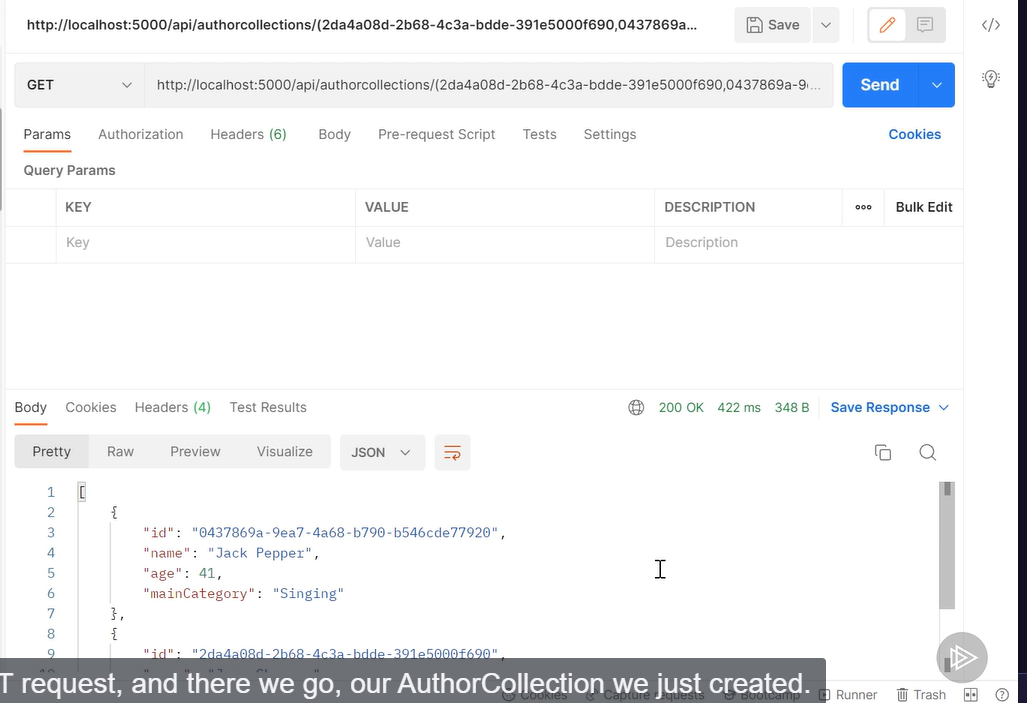 http://localhost:5000/api/authorcollections/(2da4a08d-2b68-4c3a-bdde-391e5000f690,0437869a...
Save
GET
http://localhost:5000/api/authorcollections/(2da4a08d-2b68-4c3a-bdde-391e5000f690,0437869a-9...
Send
Params Authorization Headers (6) Body Pre-request Script Tests Settings Cookies
Query Params
KEY VALUE DESCRIPTION ooo Bulk Edit
Key Value Description
Body Cookies Headers (4) Test Results 200 OK 422 ms 348 B Save Response
Pretty Raw Preview Visualize JSON
1 [
2 {
3 "id": "0437869a-9ea7-4a68-b790-b546cde77920",
4 "name": "Jack Pepper",
5 "age": 41,
6 "mainCategory": "Singing"
7 },
8 {
9 "id": "2da4a08d-2b68-4c3a-bdde-391e5000f690",
T request, and there we go, our AuthorCollection we just created.
Cookies Capture requests Bootcamp Runner Trash